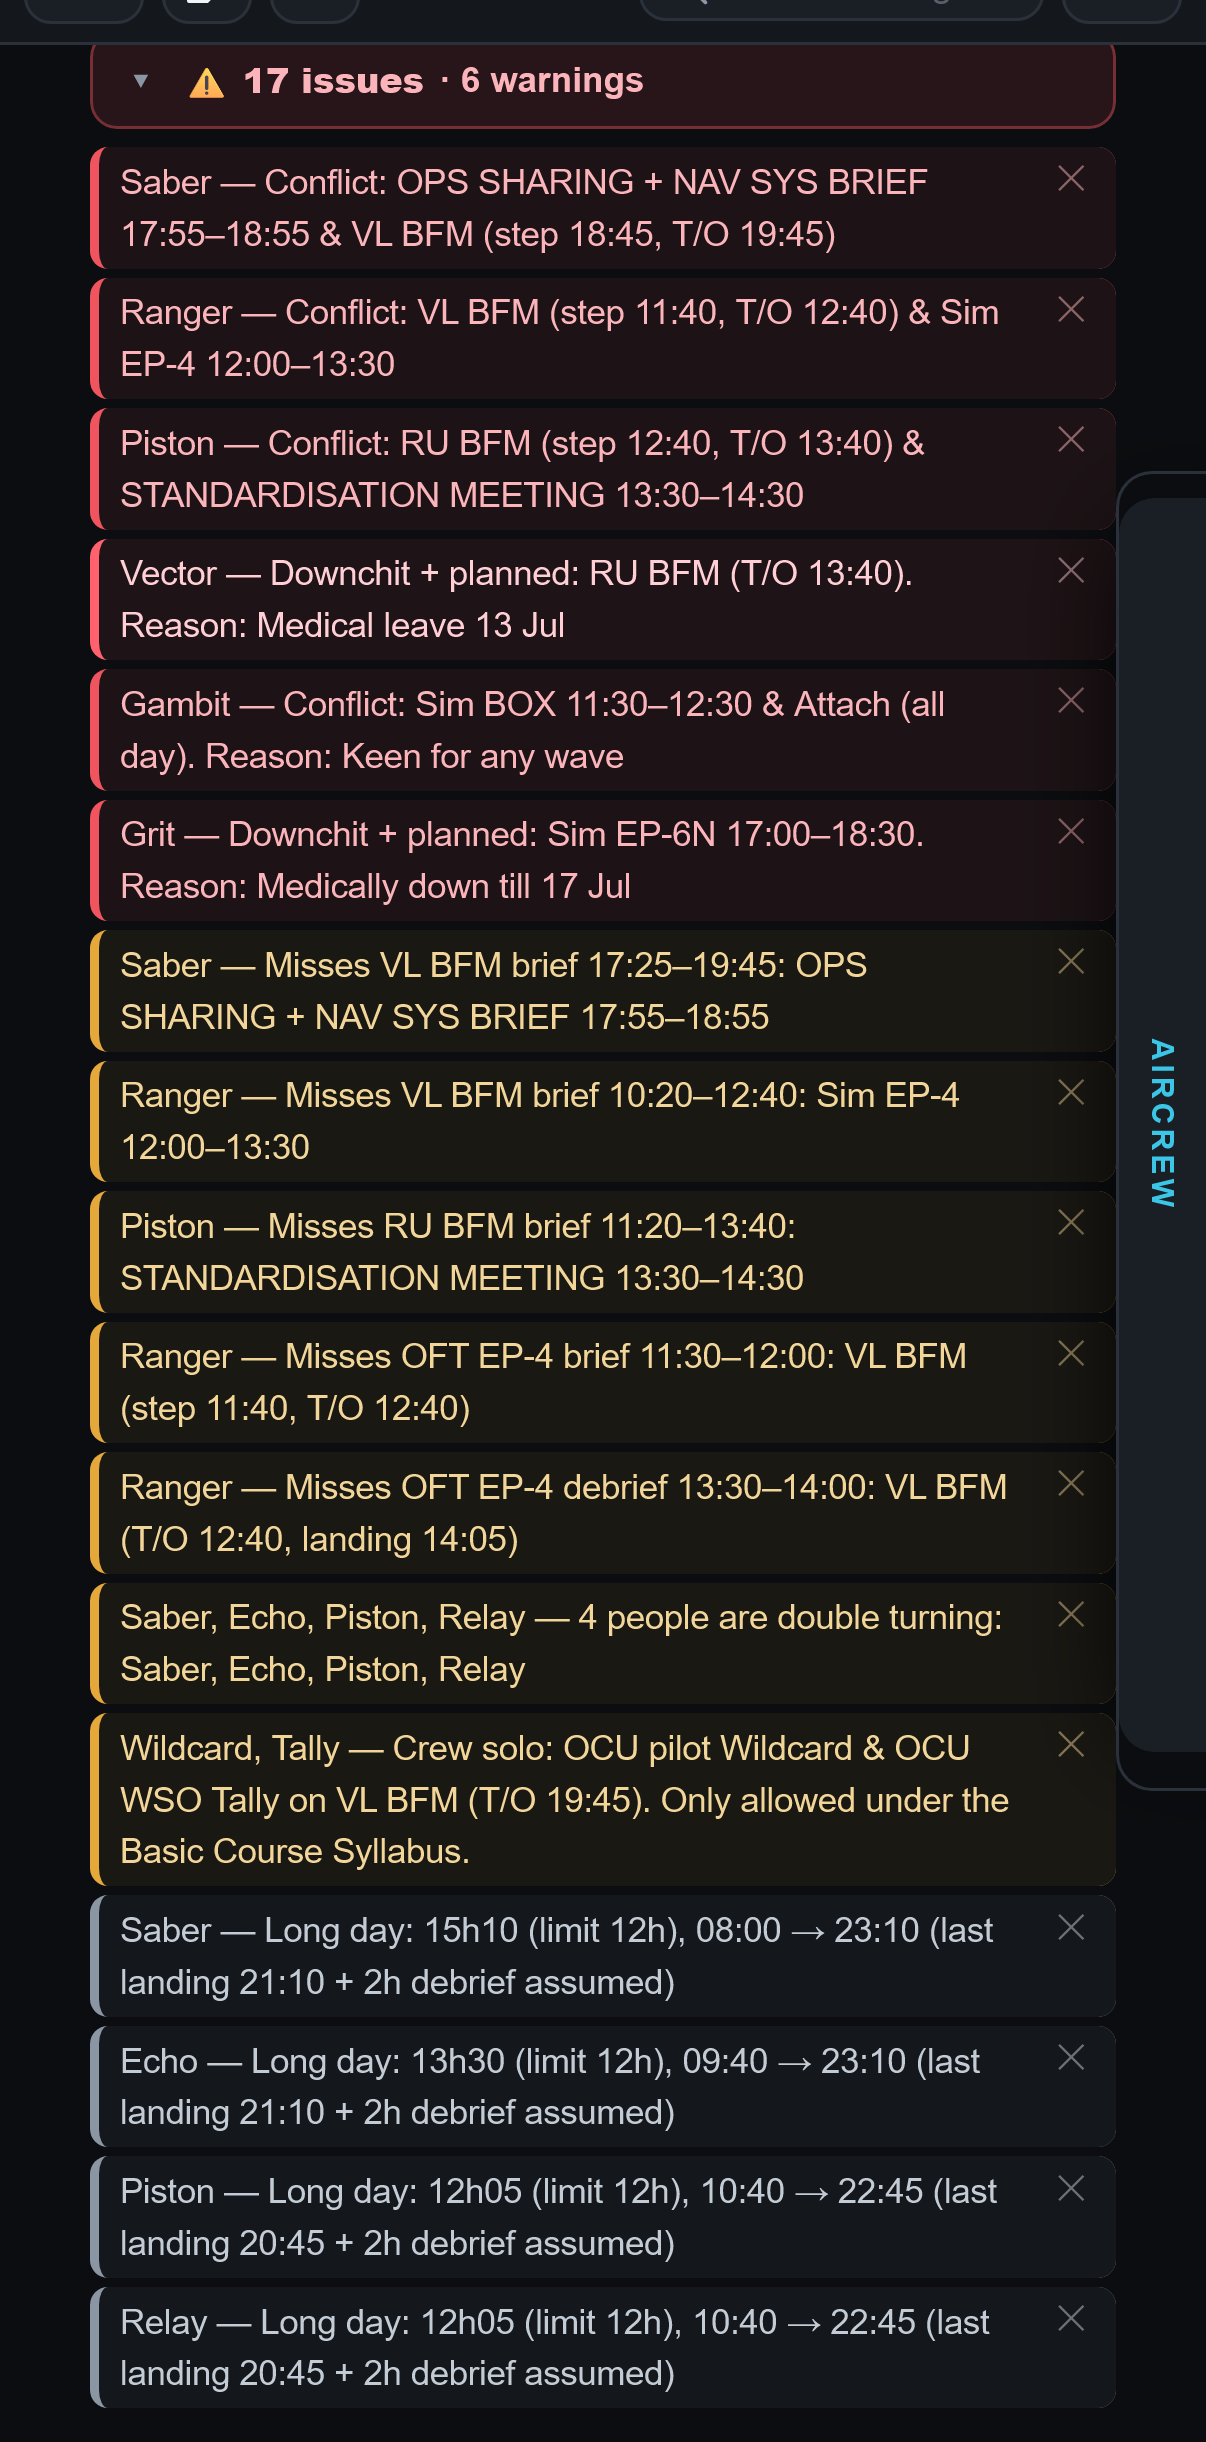 ▼ ⚠️ 17 issues · 6 warnings
Saber — Conflict: OPS SHARING + NAV SYS BRIEF
17:55–18:55 & VL BFM (step 18:45, T/O 19:45)
Ranger — Conflict: VL BFM (step 11:40, T/O 12:40) & Sim
EP-4 12:00–13:30
Piston — Conflict: RU BFM (step 12:40, T/O 13:40) &
STANDARDISATION MEETING 13:30–14:30
Vector — Downchit + planned: RU BFM (T/O 13:40).
Reason: Medical leave 13 Jul
Gambit — Conflict: Sim BOX 11:30–12:30 & Attach (all
day). Reason: Keen for any wave
Grit — Downchit + planned: Sim EP-6N 17:00–18:30.
Reason: Medically down till 17 Jul
Saber — Misses VL BFM brief 17:25–19:45: OPS
SHARING + NAV SYS BRIEF 17:55–18:55
Ranger — Misses VL BFM brief 10:20–12:40: Sim EP-4
12:00–13:30
Piston — Misses RU BFM brief 11:20–13:40:
STANDARDISATION MEETING 13:30–14:30
Ranger — Misses OFT EP-4 brief 11:30–12:00: VL BFM
(step 11:40, T/O 12:40)
Ranger — Misses OFT EP-4 debrief 13:30–14:00: VL BFM
(T/O 12:40, landing 14:05)
Saber, Echo, Piston, Relay — 4 people are double turning:
Saber, Echo, Piston, Relay
Wildcard, Tally — Crew solo: OCU pilot Wildcard & OCU
WSO Tally on VL BFM (T/O 19:45). Only allowed under the
Basic Course Syllabus.
Saber — Long day: 15h10 (limit 12h), 08:00 → 23:10 (last
landing 21:10 + 2h debrief assumed)
Echo — Long day: 13h30 (limit 12h), 09:40 → 23:10 (last
landing 21:10 + 2h debrief assumed)
Piston — Long day: 12h05 (limit 12h), 10:40 → 22:45 (last
landing 20:45 + 2h debrief assumed)
Relay — Long day: 12h05 (limit 12h), 10:40 → 22:45 (last
landing 20:45 + 2h debrief assumed)
AIRCREW